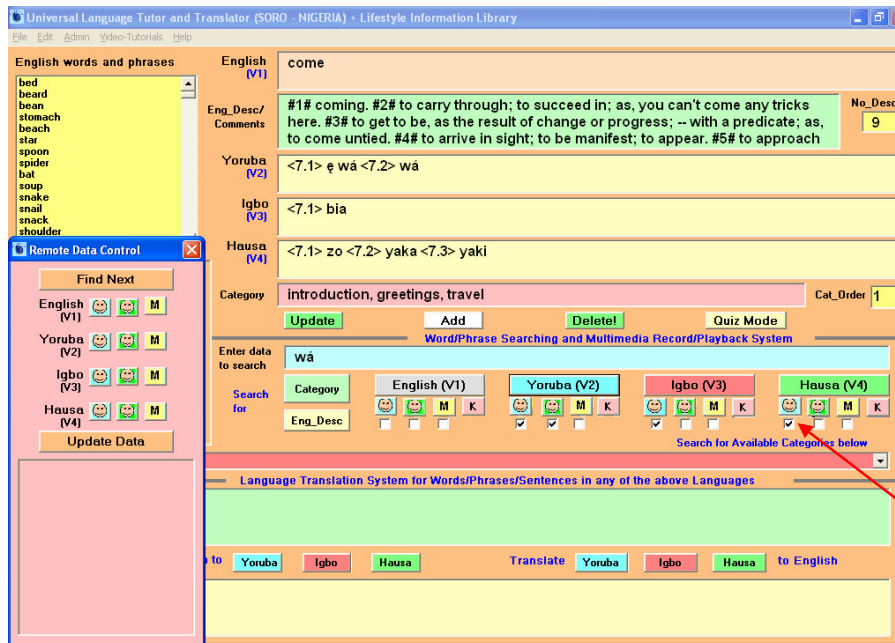 Universal Language Tutor and Translator (SORO - NIGERIA) + Lifestyle Information Library
File Edit Admin Video-Tutorials Help
English words and phrases
bed
beard
bean
stomach
beach
star
spoon
spider
bat
soup
snake
snail
snack
shoulder
English (V1)
come
Eng_Desc/
Comments
#1# coming. #2# to carry through; to succeed in; as, you can't come any tricks
here. #3# to get to be, as the result of change or progress; -- with a predicate; as,
to come untied. #4# to arrive in sight; to be manifest; to appear. #5# to approach
No_Desc
9
Yoruba (V2)
<7.1> ẹ wá <7.2> wá
Igbo (V3)
<7.1> bia
Hausa (V4)
<7.1> zo <7.2> yaka <7.3> yaki
Category
introduction, greetings, travel
Cat_Order 1
Update Add Delete! Quiz Mode
Word/Phrase Searching and Multimedia Record/Playback System
Enter data
to search
wá
Search
for
Category
Eng_Desc
English (V1) Yoruba (V2) Igbo (V3) Hausa (V4)
M K M K M K M K
Search for Available Categories below
Language Translation System for Words/Phrases/Sentences in any of the above Languages
to Yoruba Igbo Hausa Translate Yoruba Igbo Hausa to English
Remote Data Control
Find Next
English (V1) M
Yoruba (V2) M
Igbo (V3) M
Hausa (V4) M
Update Data